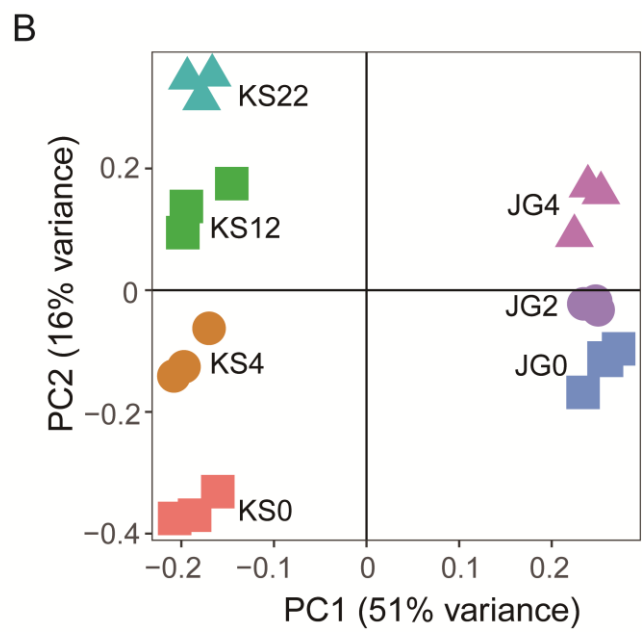 B
KS22
KS12
KS4
KS0
JG4
JG2
JG0
0.2
0
−0.2
−0.4
PC2 (16% variance)
−0.2
−0.1
0
0.1
0.2
PC1 (51% variance)